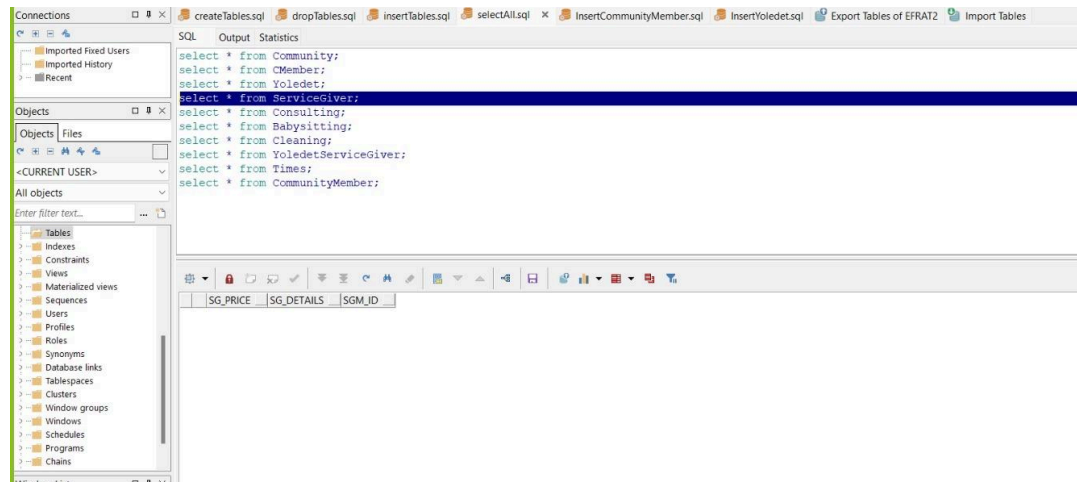 Connections
Imported Fixed Users
Imported History
Recent
Objects
Objects Files
<CURRENT USER>
All objects
Enter filter text... ...
Tables
Indexes
Constraints
Views
Materialized views
Sequences
Users
Profiles
Roles
Synonyms
Database links
Tablespaces
Clusters
Window groups
Windows
Schedules
Programs
Chains
createTables.sql dropTables.sql insertTables.sql selectAll.sql InsertCommunityMember.sql InsertYoledet.sql Export Tables of EFRAT2 Import Tables
SQL Output Statistics
select * from Community;
select * from CMember;
select * from Yoledet;
select * from ServiceGiver;
select * from Consulting;
select * from Babysitting;
select * from Cleaning;
select * from YoledetServiceGiver;
select * from Times;
select * from CommunityMember;
SG_PRICE SG_DETAILS SGM_ID